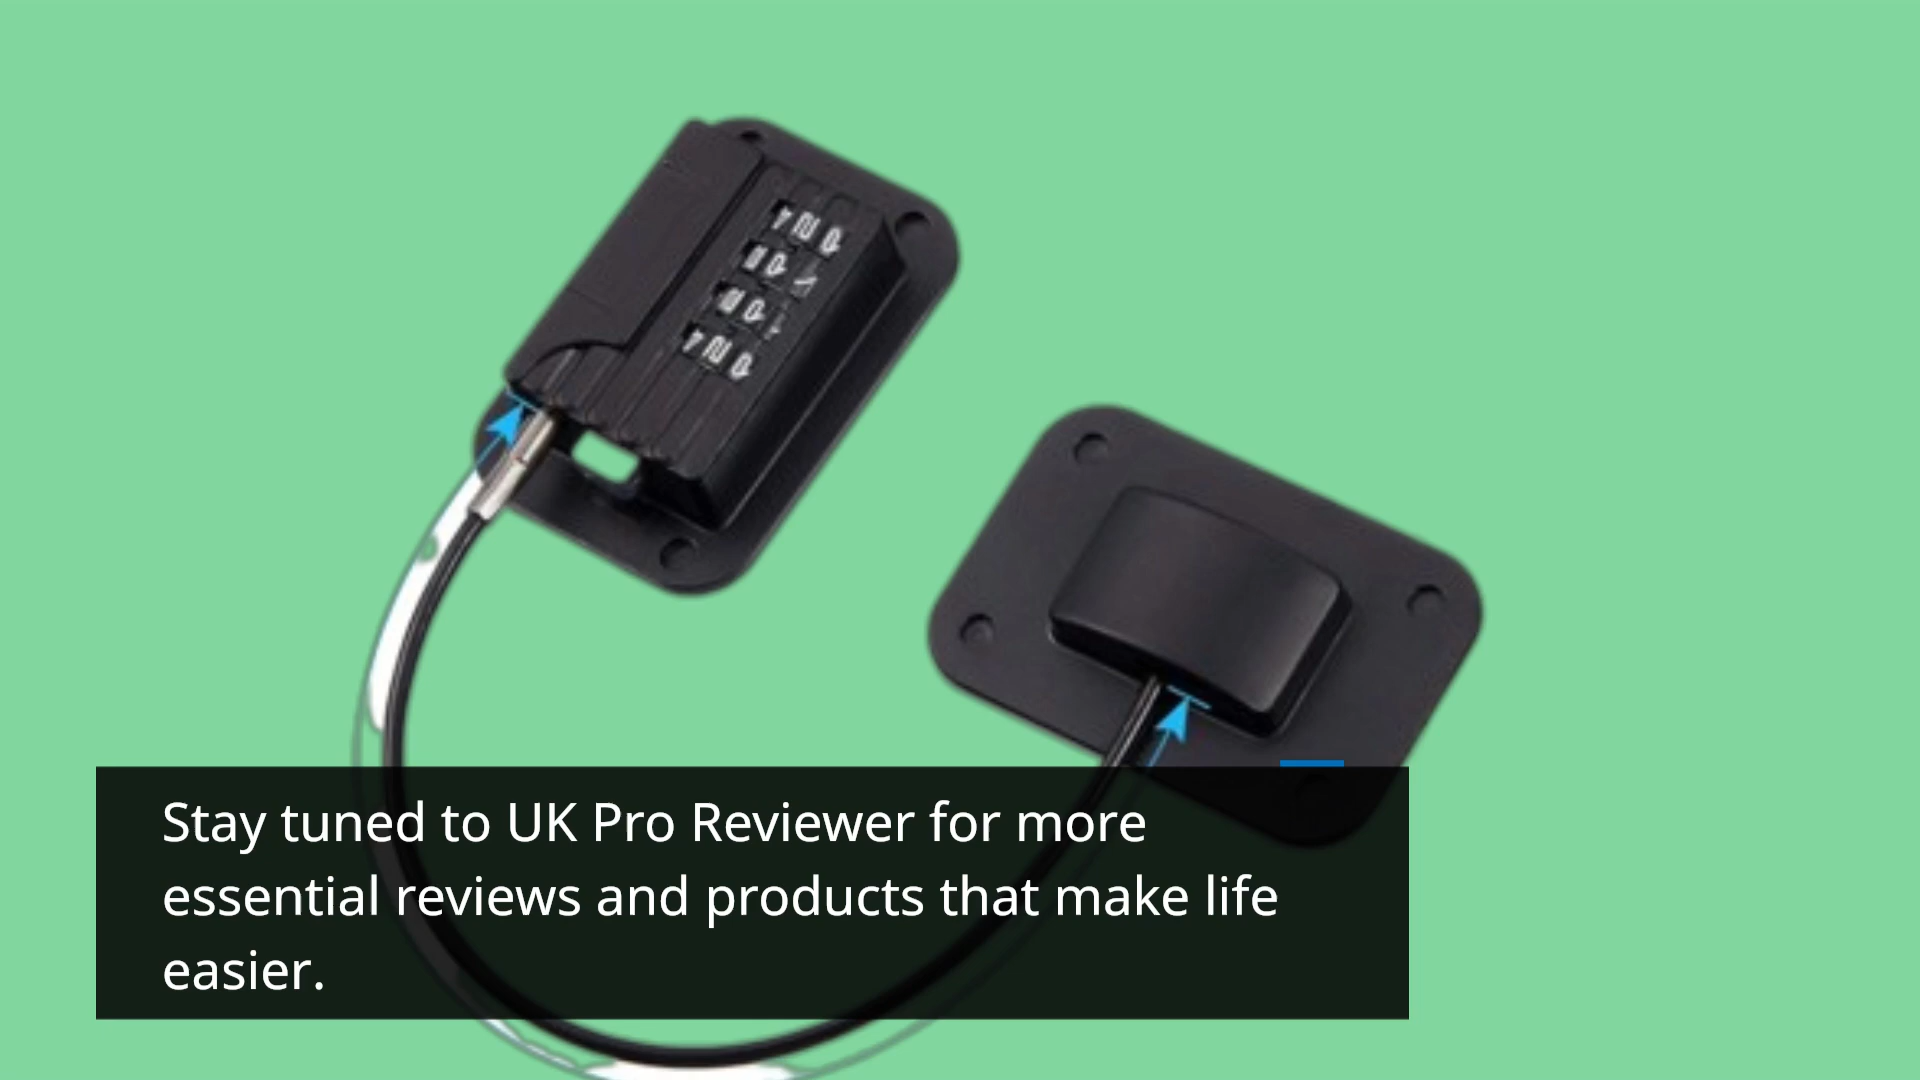 Stay tuned to UK Pro Reviewer for more
essential reviews and products that make life
easier.